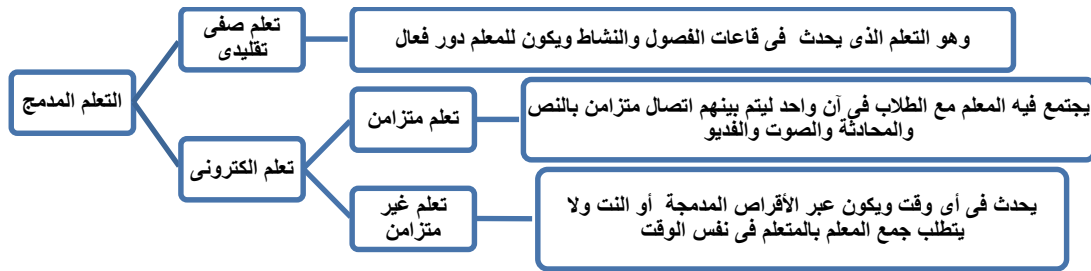 التعلم المدمج
تعلم صفى
تقليدى
وهو التعلم الذى يحدث فى قاعات الفصول والنشاط ويكون للمعلم دور فعال
تعلم الكترونى
تعلم متزامن
يجتمع فيه المعلم مع الطلاب فى آن واحد ليتم بينهم اتصال متزامن بالنص
والمحادثة والصوت والفديو
تعلم غير
متزامن
يحدث فى أى وقت ويكون عبر الأقراص المدمجة أو النت ولا
يتطلب جمع المعلم بالمتعلم فى نفس الوقت